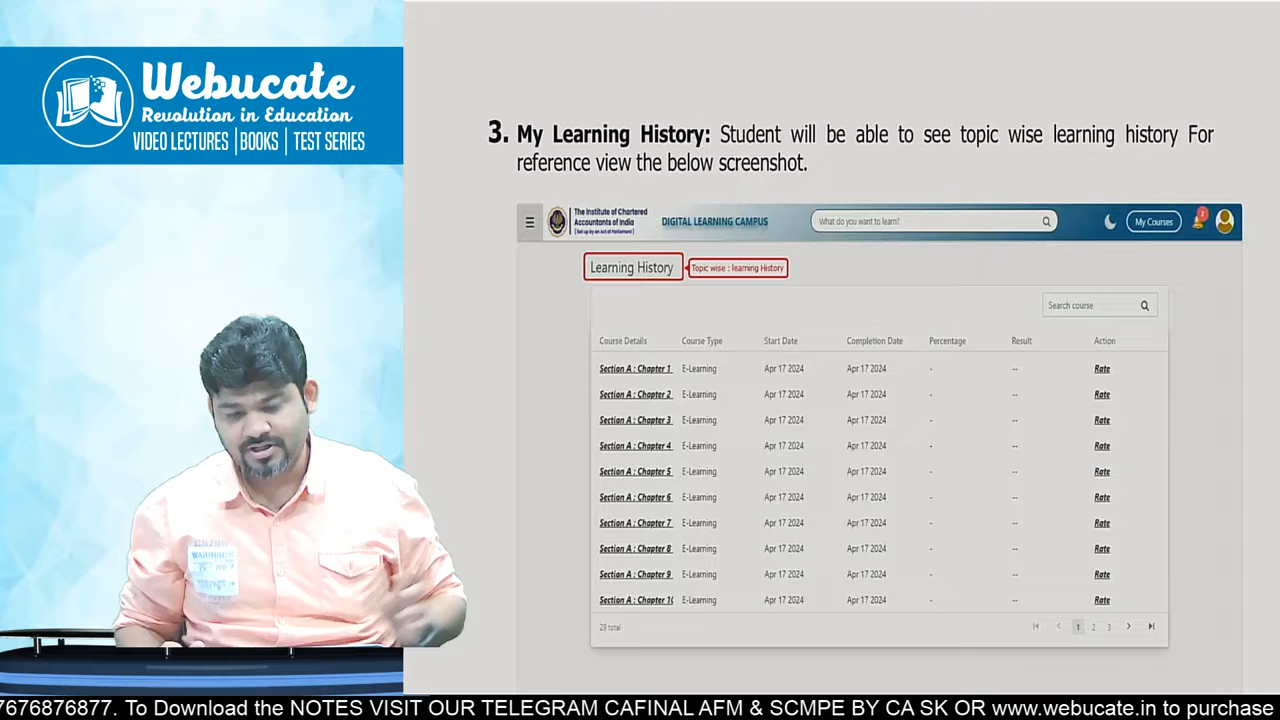 Webucate
Revolution in Education
VIDEO LECTURES | BOOKS | TEST SERIES
3. My Learning History: Student will be able to see topic wise learning history For
reference view the below screenshot.
The Institute of Chartered
Accountants of India
(Set up by an Act of Parliament)
DIGITAL LEARNING CAMPUS
What do you want to learn?
My Courses
Learning History
Topic wise : learning History
Search course
Course Details Course Type Start Date Completion Date Percentage Result Action
Section A : Chapter 1 E-Learning Apr 17 2024 Apr 17 2024 - -- Rate
Section A : Chapter 2 E-Learning Apr 17 2024 Apr 17 2024 - -- Rate
Section A : Chapter 3 E-Learning Apr 17 2024 Apr 17 2024 - -- Rate
Section A : Chapter 4 E-Learning Apr 17 2024 Apr 17 2024 - -- Rate
Section A : Chapter 5 E-Learning Apr 17 2024 Apr 17 2024 - -- Rate
Section A : Chapter 6 E-Learning Apr 17 2024 Apr 17 2024 - -- Rate
Section A : Chapter 7 E-Learning Apr 17 2024 Apr 17 2024 - -- Rate
Section A : Chapter 8 E-Learning Apr 17 2024 Apr 17 2024 - -- Rate
Section A : Chapter 9 E-Learning Apr 17 2024 Apr 17 2024 - -- Rate
Section A : Chapter 10 E-Learning Apr 17 2024 Apr 17 2024 - -- Rate
29 total 1 2 3
7676876877. To Download the NOTES VISIT OUR TELEGRAM CAFINAL AFM & SCMPE BY CA SK OR www.webucate.in to purchase